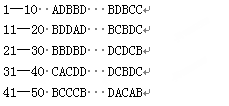 1—10 ··ADBBD···BDBCC↵
11—20··BDDAD···BCBDC↵
21—30··BBDBD···DCDCB↵
31—40·CACDD···DCBDC↵
41—50·BCCCB···DACAB↵